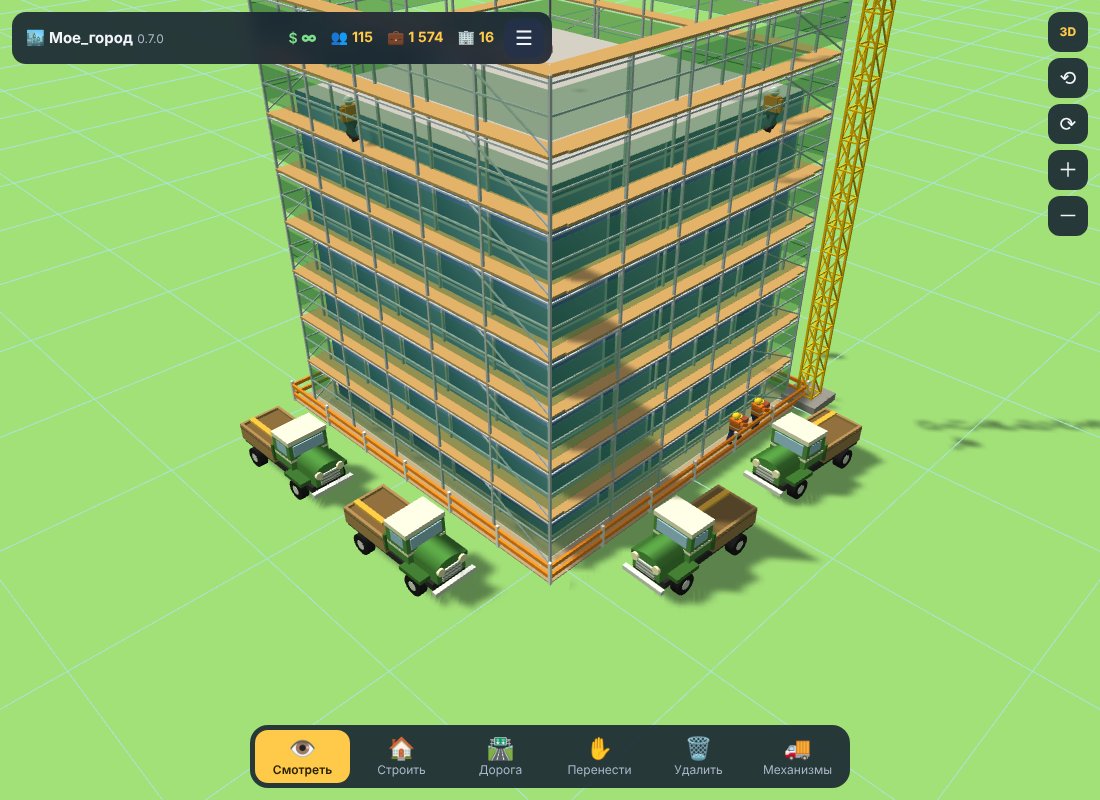 Мое_город 0.7.0 $ ∞ 115 1 574 16
3D
Смотреть
Строить
Дорога
Перенести
Удалить
Механизмы